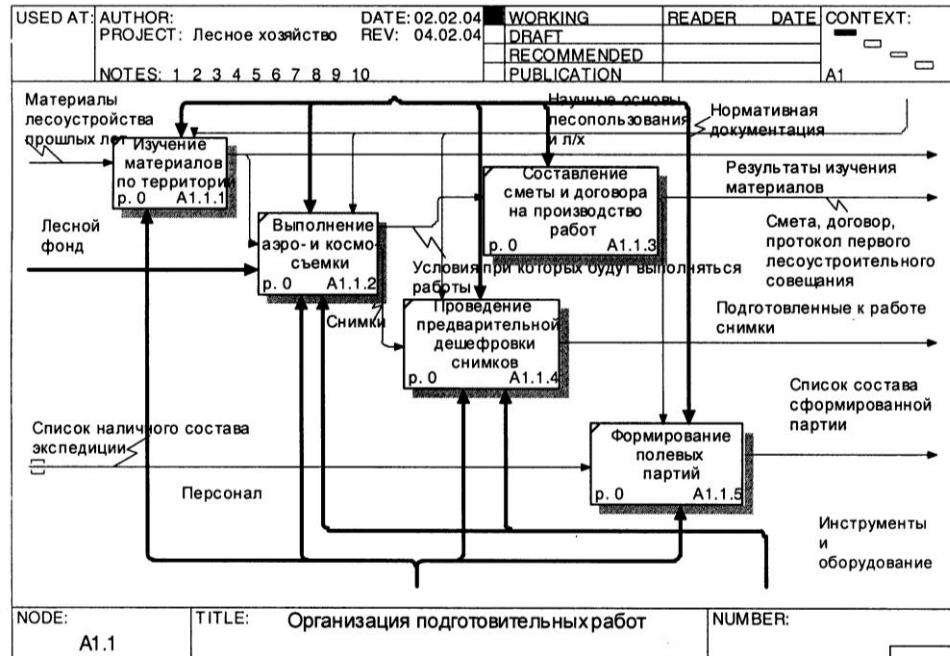 USED AT:
AUTHOR:
DATE: 02.02.04
PROJECT: Лесное хозяйство
REV: 04.02.04
NOTES: 1 2 3 4 5 6 7 8 9 10
WORKING
DRAFT
RECOMMENDED
PUBLICATION
READER
DATE
CONTEXT:
A1
Материалы
лесоустройства
прошлых лет
Научные основы
лесопользования
и л/х
Нормативная
документация
Изучение
материалов
по территории
р. 0 A1.1.1
Составление
сметы и договора
на производство
работ
р. 0 A1.1.3
Результаты изучения
материалов
Лесной
фонд
Выполнение
аэро- и космо-
съемки
р. 0 A1.1.2
Смета, договор,
протокол первого
лесоустроительного
совещания
Условия при которых будут выполняться
работы
Снимки
Проведение
предварительной
дешефровки
снимков
р. 0 A1.1.4
Подготовленные к работе
снимки
Список состава
сформированной
партии
Список наличного состава
экспедиции
Формирование
полевых
партий
р. 0 A1.1.5
Персонал
Инструменты
и
оборудование
NODE:
A1.1
TITLE:
Организация подготовительных работ
NUMBER: